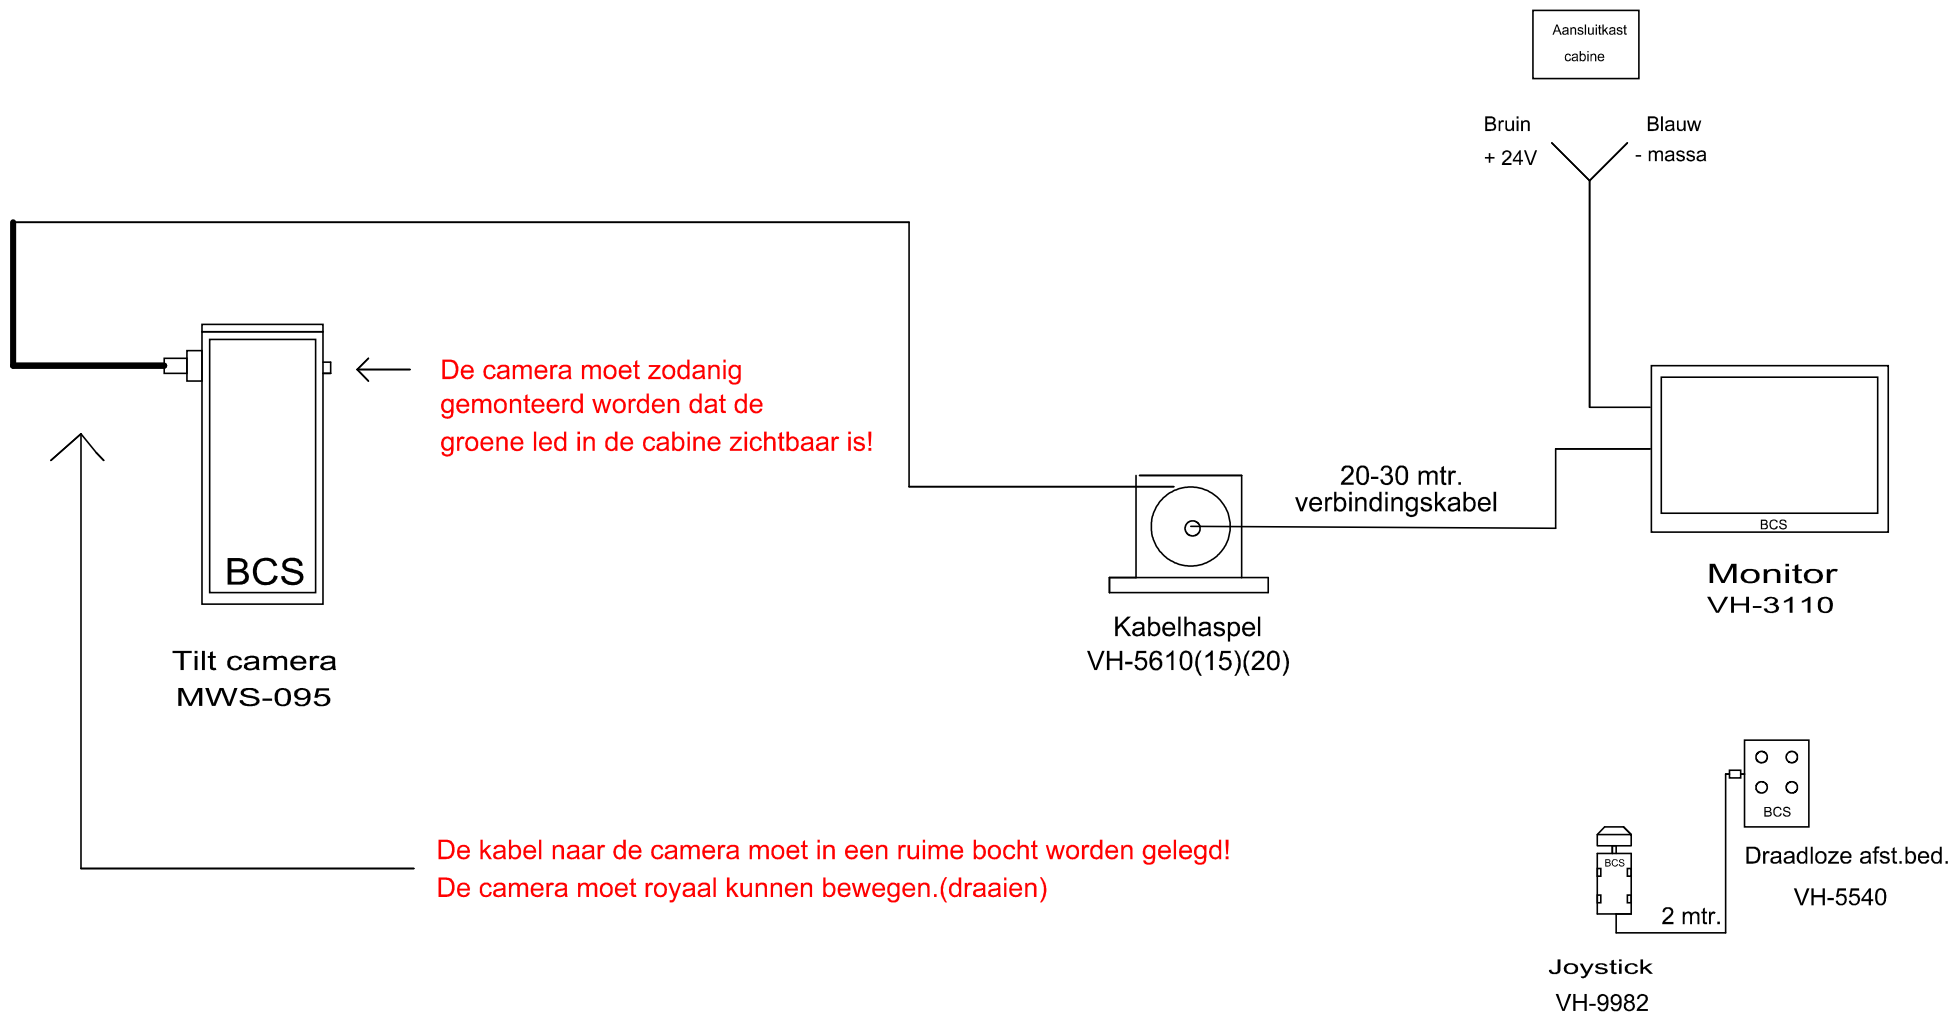 Aansluitkast
cabine
Bruin
+ 24V
Blauw
- massa
De camera moet zodanig
gemonteerd worden dat de
groene led in de cabine zichtbaar is!
BCS
Tilt camera
MWS-095
20-30 mtr.
verbindingskabel
Kabelhaspel
VH-5610(15)(20)
BCS
Monitor
VH-3110
De kabel naar de camera moet in een ruime bocht worden gelegd!
De camera moet royaal kunnen bewegen.(draaien)
BCS
Draadloze afst.bed.
VH-5540
BCS
2 mtr.
Joystick
VH-9982